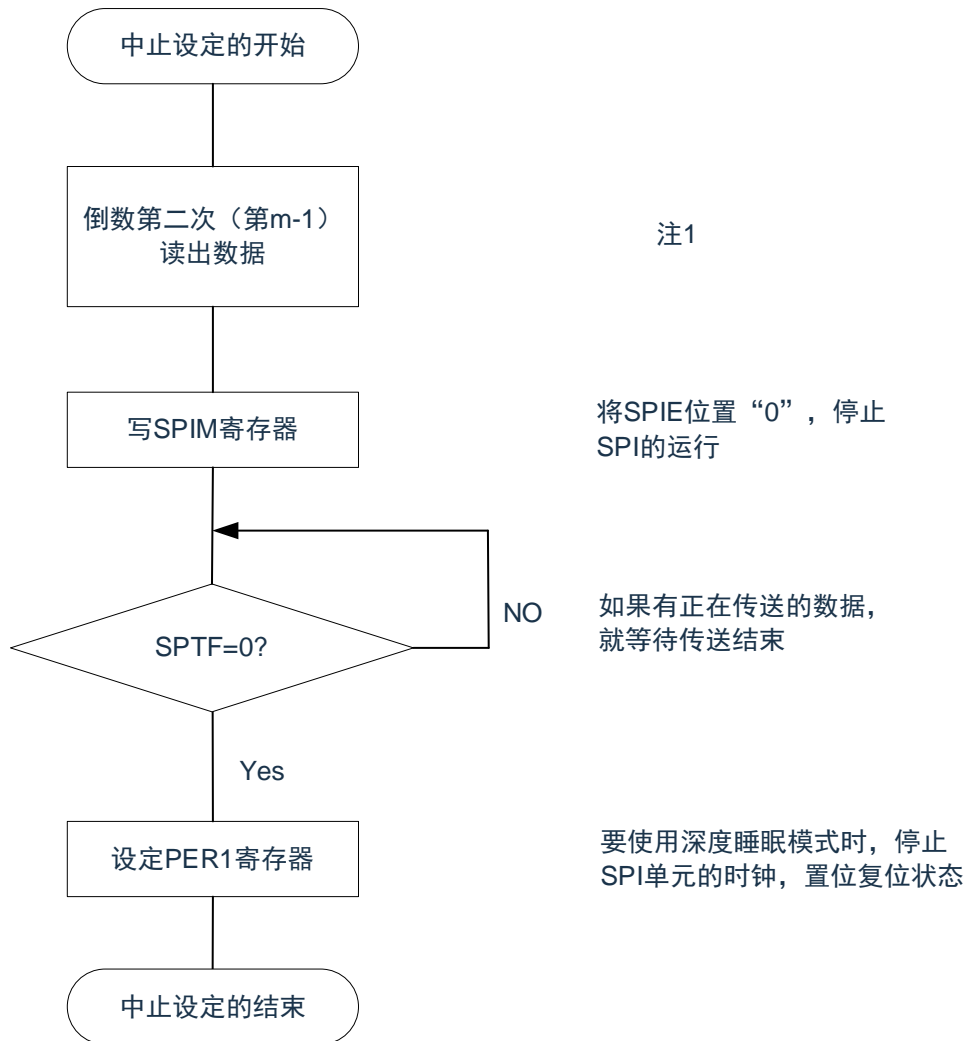 中止设定的开始
倒数第二次（第m-1）
读出数据
注1
写SPIM寄存器
将SPIE位置“0”，停止
SPI的运行
SPTF=0?
NO
如果有正在传送的数据，
就等待传送结束
Yes
设定PER1寄存器
要使用深度睡眠模式时，停止
SPI单元的时钟，置位复位状态
中止设定的结束